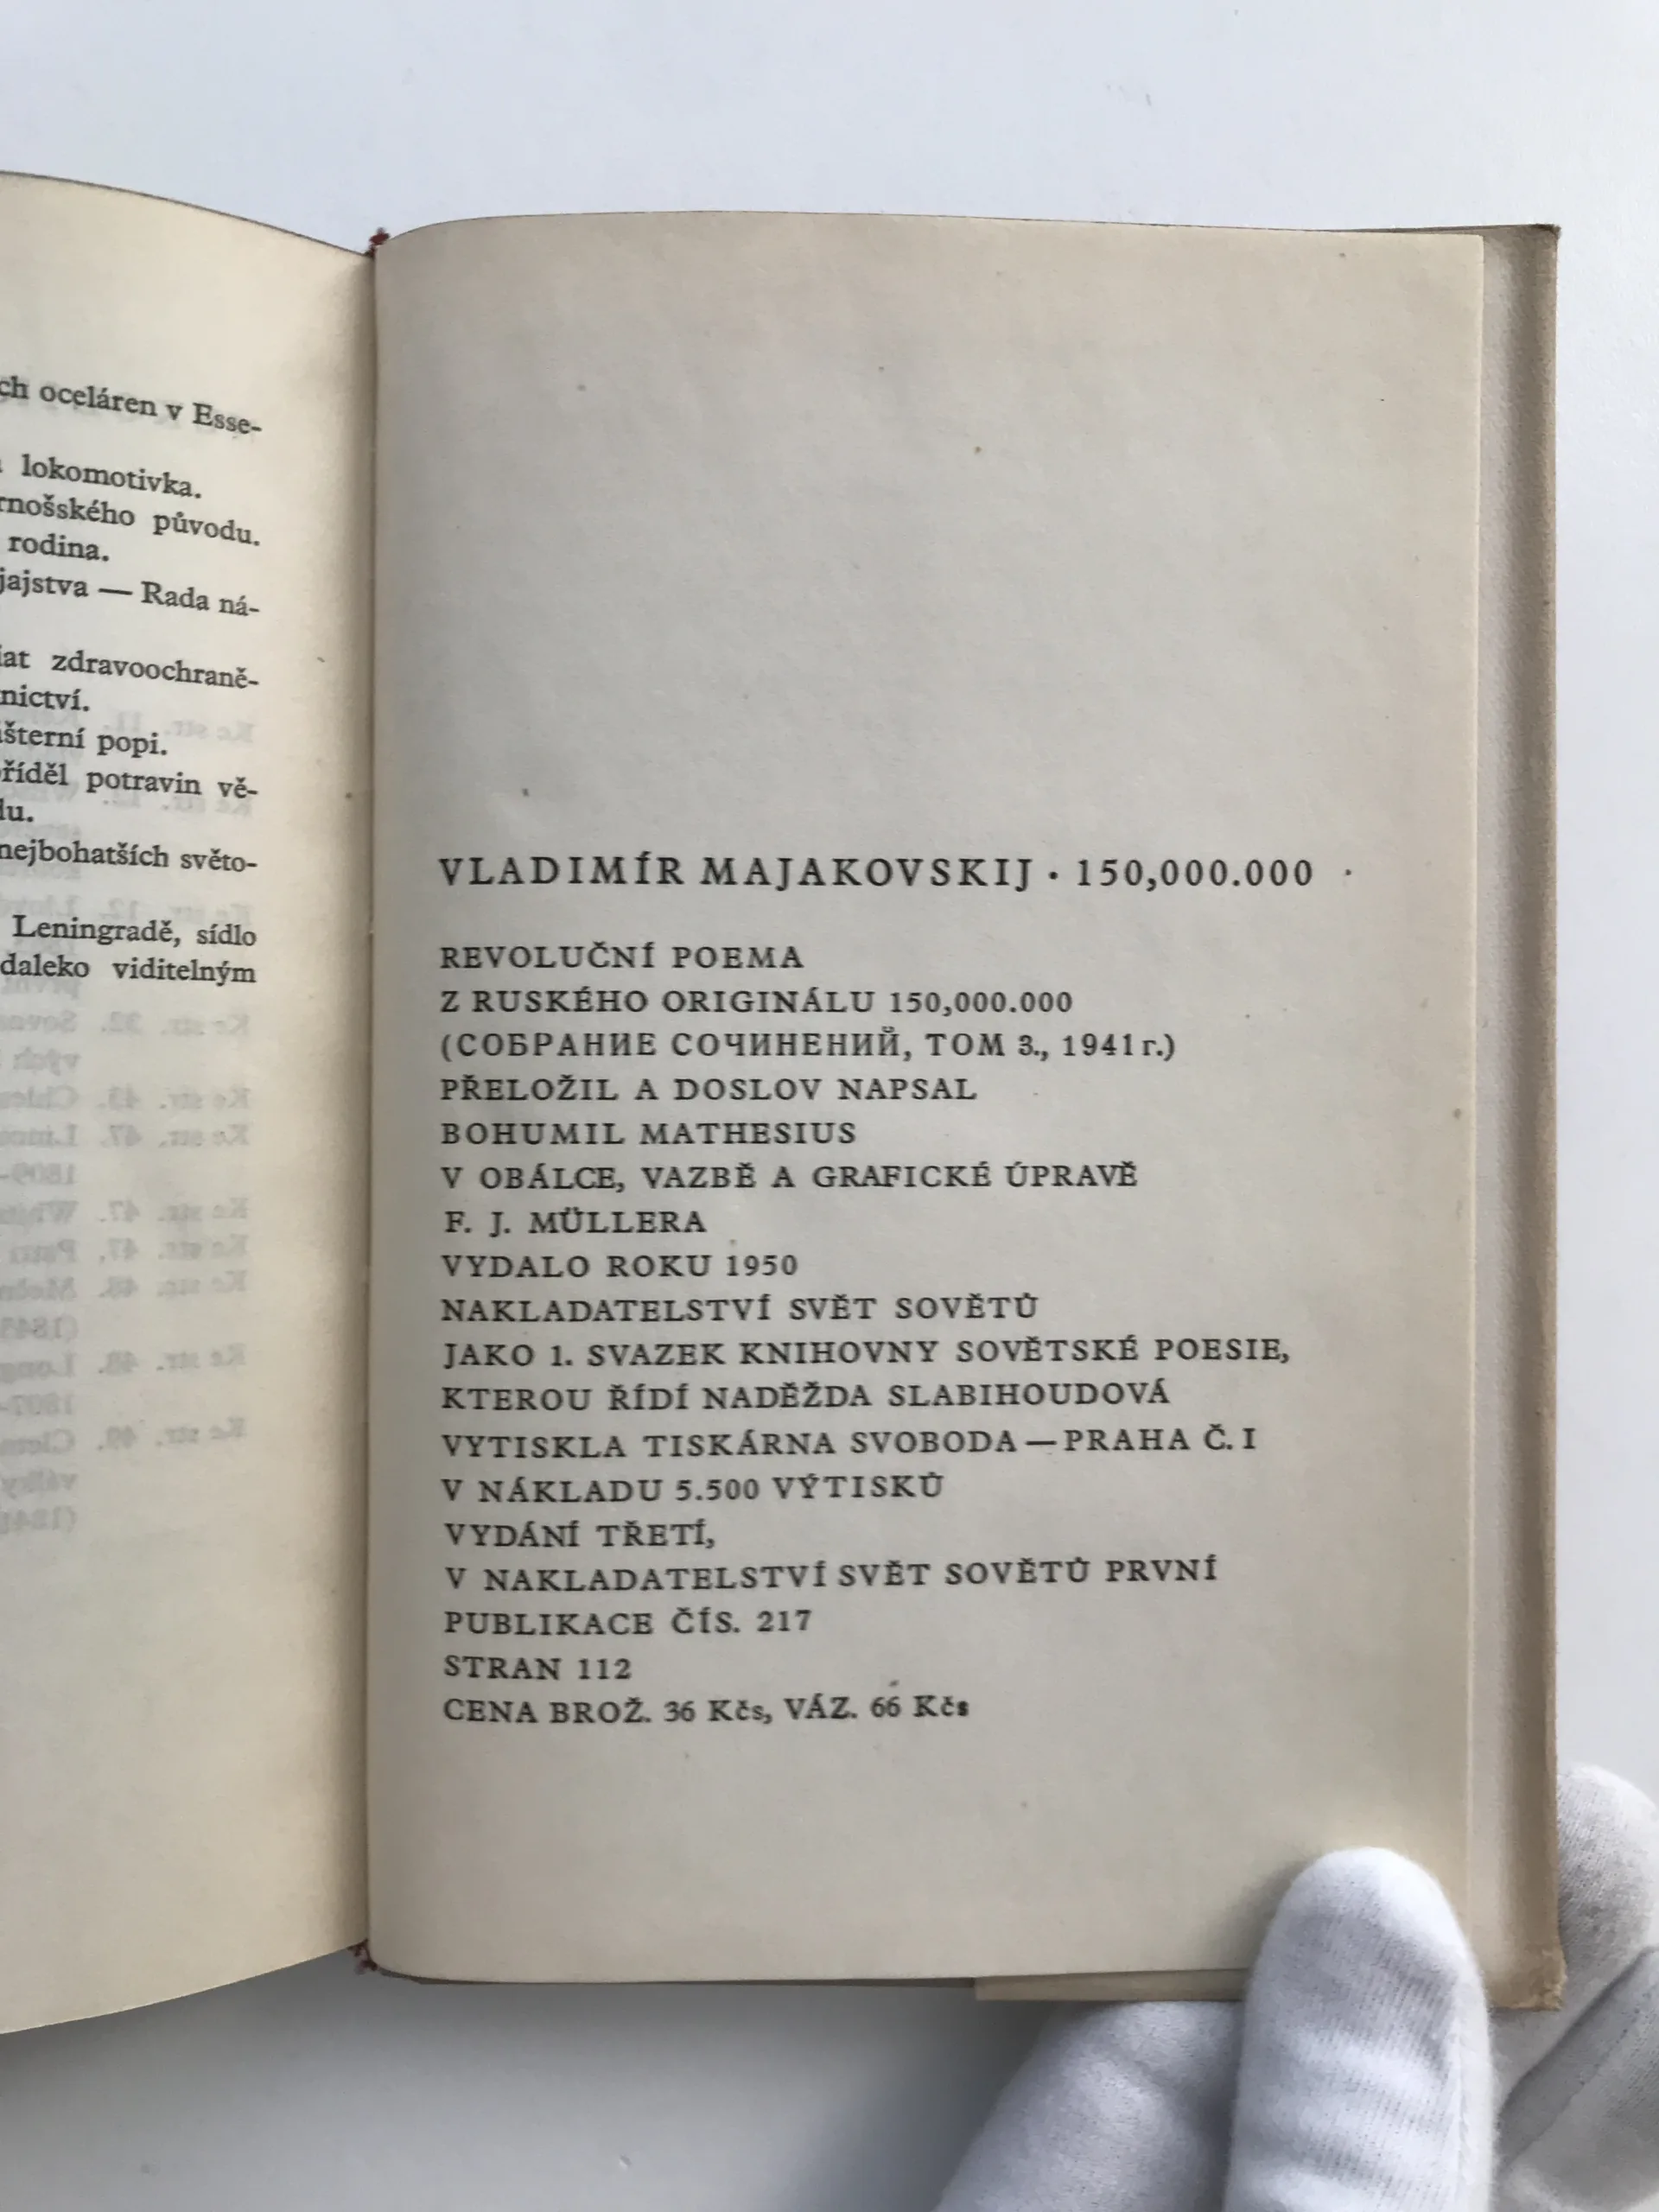 ch oceláren v Esse-
lokomotivka.
rnošského původu.
rodina.
jajstva — Rada ná-
iat zdravoochraně-
nictví.
šterní popi.
říděl potravin vě-
du.
nejbohatších světo-
Leningradě, sídlo
daleko viditelným
VLADIMÍR MAJAKOVSKIJ · 150,000.000
REVOLUČNÍ POEMA
Z RUSKÉHO ORIGINÁLU 150,000.000
(СОБРАНИЕ СОЧИНЕНИЙ, ТОМ 3., 1941 г.)
PŘELOŽIL A DOSLOV NAPSAL
BOHUMIL MATHESIUS
V OBÁLCE, VAZBĚ A GRAFICKÉ ÚPRAVĚ
F. J. MÜLLERA
VYDALO ROKU 1950
NAKLADATELSTVÍ SVĚT SOVĚTŮ
JAKO 1. SVAZEK KNIHOVNY SOVĚTSKÉ POESIE,
KTEROU ŘÍDÍ NADĚŽDA SLABIHOUDOVÁ
VYTISKLA TISKÁRNA SVOBODA — PRAHA Č. I
V NÁKLADU 5.500 VÝTISKŮ
VYDÁNÍ TŘETÍ,
V NAKLADATELSTVÍ SVĚT SOVĚTŮ PRVNÍ
PUBLIKACE ČÍS. 217
STRAN 112
CENA BROŽ. 36 Kčs, VÁZ. 66 Kčs